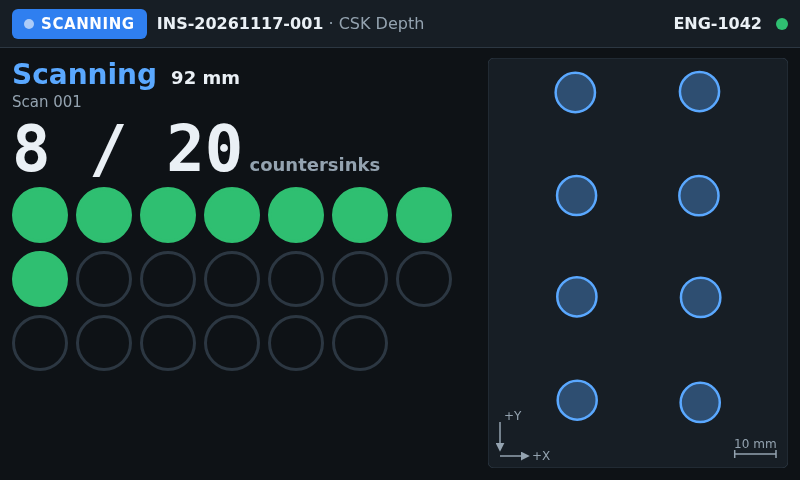 SCANNING INS-20261117-001 · CSK Depth ENG-1042
Scanning 92 mm
Scan 001
8 / 20 countersinks
+Y
+X
10 mm